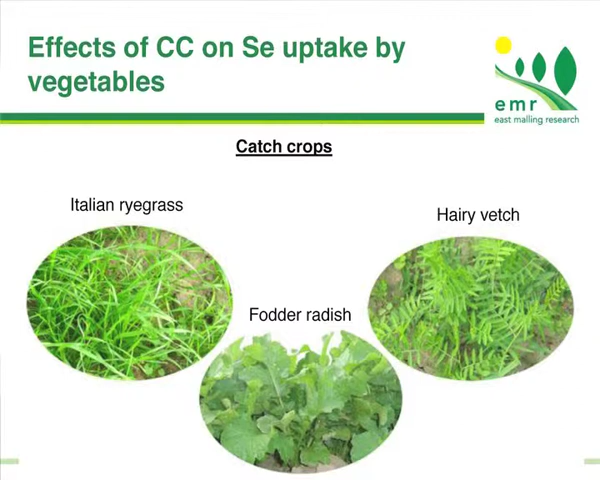 Effects of CC on Se uptake by
vegetables
emr
east malling research
Catch crops
Italian ryegrass
Hairy vetch
Fodder radish